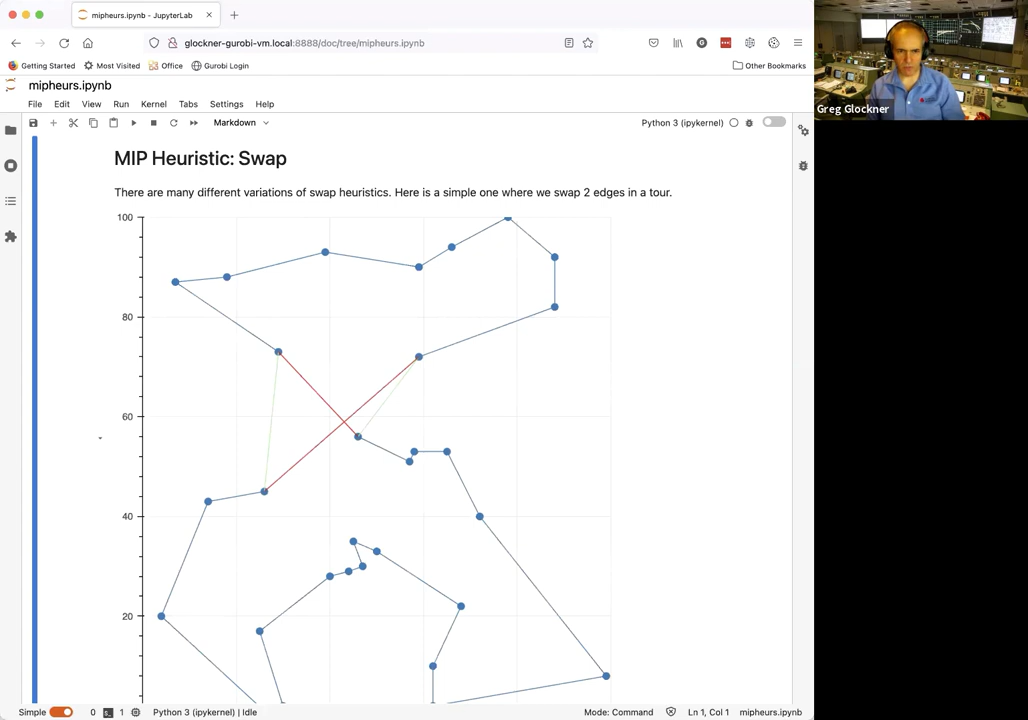 mipheurs.ipynb - JupyterLab
glockner-gurobi-vm.local:8888/doc/tree/mipheurs.ipynb
Getting Started Most Visited Office Gurobi Login Other Bookmarks
mipheurs.ipynb
File Edit View Run Kernel Tabs Settings Help
Markdown Python 3 (ipykernel)
MIP Heuristic: Swap
There are many different variations of swap heuristics. Here is a simple one where we swap 2 edges in a tour.
100
80
60
40
20
Simple 0 1 Python 3 (ipykernel) | Idle Mode: Command Ln 1, Col 1 mipheurs.ipynb
Greg Glockner